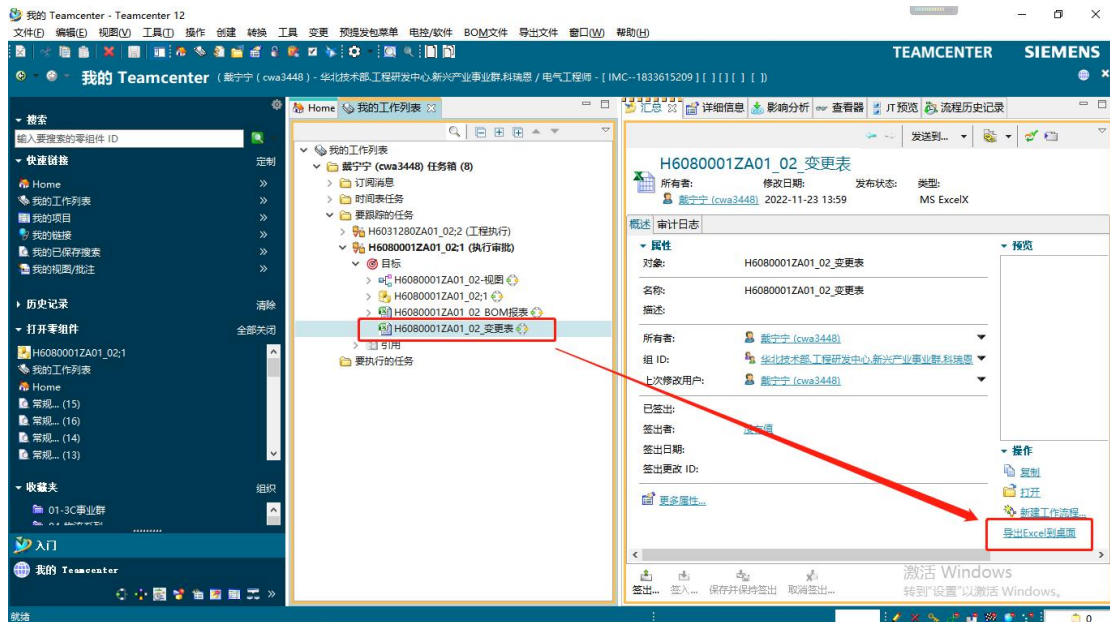 我的 Teamcenter - Teamcenter 12
文件(F) 编辑(E) 视图(V) 工具(T) 操作 创建 转换 工具 变更 预提发包菜单 电控/软件 BOM文件 导出文件 窗口(W) 帮助(H)
TEAMCENTER SIEMENS
我的 Teamcenter ( 戴宁宁 ( cwa3448 ) - 华北技术部.工程研发中心.新兴产业事业群.科瑞恩 / 电气工程师 - [ IMC--1833615209 ] [ ] [ ] [ ] )
搜索
输入要搜索的零组件 ID
快速链接 定制
Home
我的工作列表
我的项目
我的链接
我的已保存搜索
我的视图/批注
历史记录 清除
打开零组件 全部关闭
H6080001ZA01_02;1
我的工作列表
Home
常规... (15)
常规... (16)
常规... (14)
常规... (13)
收藏夹 组织
01-3C事业群
入门
我的 Teamcenter
就绪
Home 我的工作列表
我的工作列表
戴宁宁 (cwa3448) 任务箱 (8)
订阅消息
时间表任务
要跟踪的任务
H6031280ZA01_02;2 (工程执行)
H6080001ZA01_02;1 (执行审批)
目标
H6080001ZA01_02-视图
H6080001ZA01_02;1
H6080001ZA01_02_BOM报表
H6080001ZA01_02_变更表
引用
要执行的任务
汇总 详细信息 影响分析 查看器 JT 预览 流程历史记录
发送到...
H6080001ZA01_02_变更表
所有者: 修改日期: 发布状态: 类型:
戴宁宁 (cwa3448) 2022-11-23 13:59 MS ExcelX
概述 审计日志
属性
对象: H6080001ZA01_02_变更表
名称: H6080001ZA01_02_变更表
描述:
所有者: 戴宁宁 (cwa3448)
组 ID: 华北技术部.工程研发中心.新兴产业事业群.科瑞恩
上次修改用户: 戴宁宁 (cwa3448)
已签出:
签出者: 没有值
签出日期:
签出更改 ID:
更多属性...
预览
操作
复制
打开
新建工作流程...
导出Excel到桌面
签出... 签入... 保存并保持签出 取消签出...
激活 Windows
转到"设置"以激活 Windows。
0